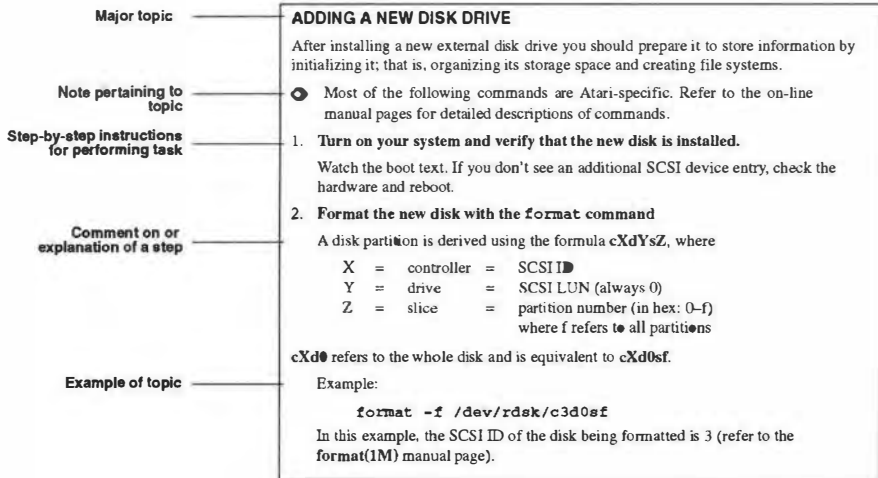 Major topic
ADDING A NEW DISK DRIVE
After installing a new external disk drive you should prepare it to store information by
initializing it; that is, organizing its storage space and creating file systems.
Note pertaining to
topic
Most of the following commands are Atari-specific. Refer to the on-line
manual pages for detailed descriptions of commands.
Step-by-step instructions
for performing task
1. Turn on your system and verify that the new disk is installed.
Watch the boot text. If you don't see an additional SCSI device entry, check the
hardware and reboot.
2. Format the new disk with the format command
Comment on or
explanation of a step
A disk partition is derived using the formula cXdYsZ, where
X = controller = SCSI ID
Y = drive = SCSI LUN (always 0)
Z = slice = partition number (in hex: 0–f)
where f refers to all partitions
cXd0 refers to the whole disk and is equivalent to cXd0sf.
Example of topic
Example:
format -f /dev/rdsk/c3d0sf
In this example, the SCSI ID of the disk being formatted is 3 (refer to the
format(1M) manual page).